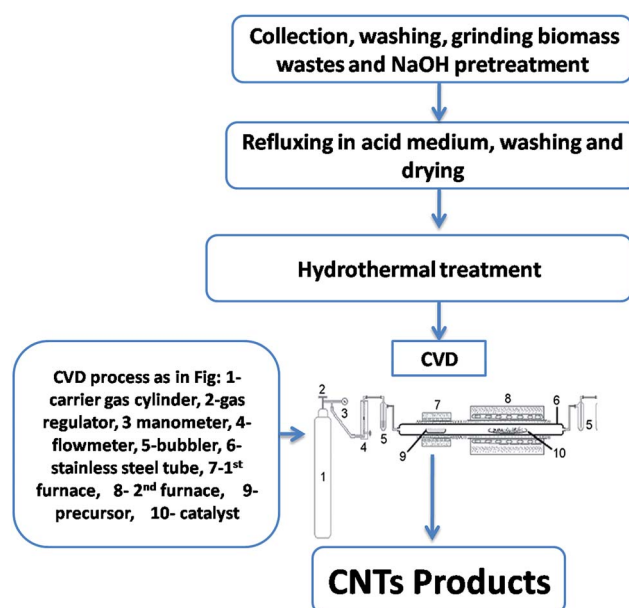 Collection, washing, grinding biomass
wastes and NaOH pretreatment
Refluxing in acid medium, washing and
drying
Hydrothermal treatment
CVD
CVD process as in Fig: 1-
carrier gas cylinder, 2-gas
regulator, 3 manometer, 4-
flowmeter, 5-bubbler, 6-
stainless steel tube, 7-1st
furnace, 8- 2nd furnace, 9-
precursor, 10- catalyst
2
3
4
5
7
8
6
5
9
10
1
CNTs Products